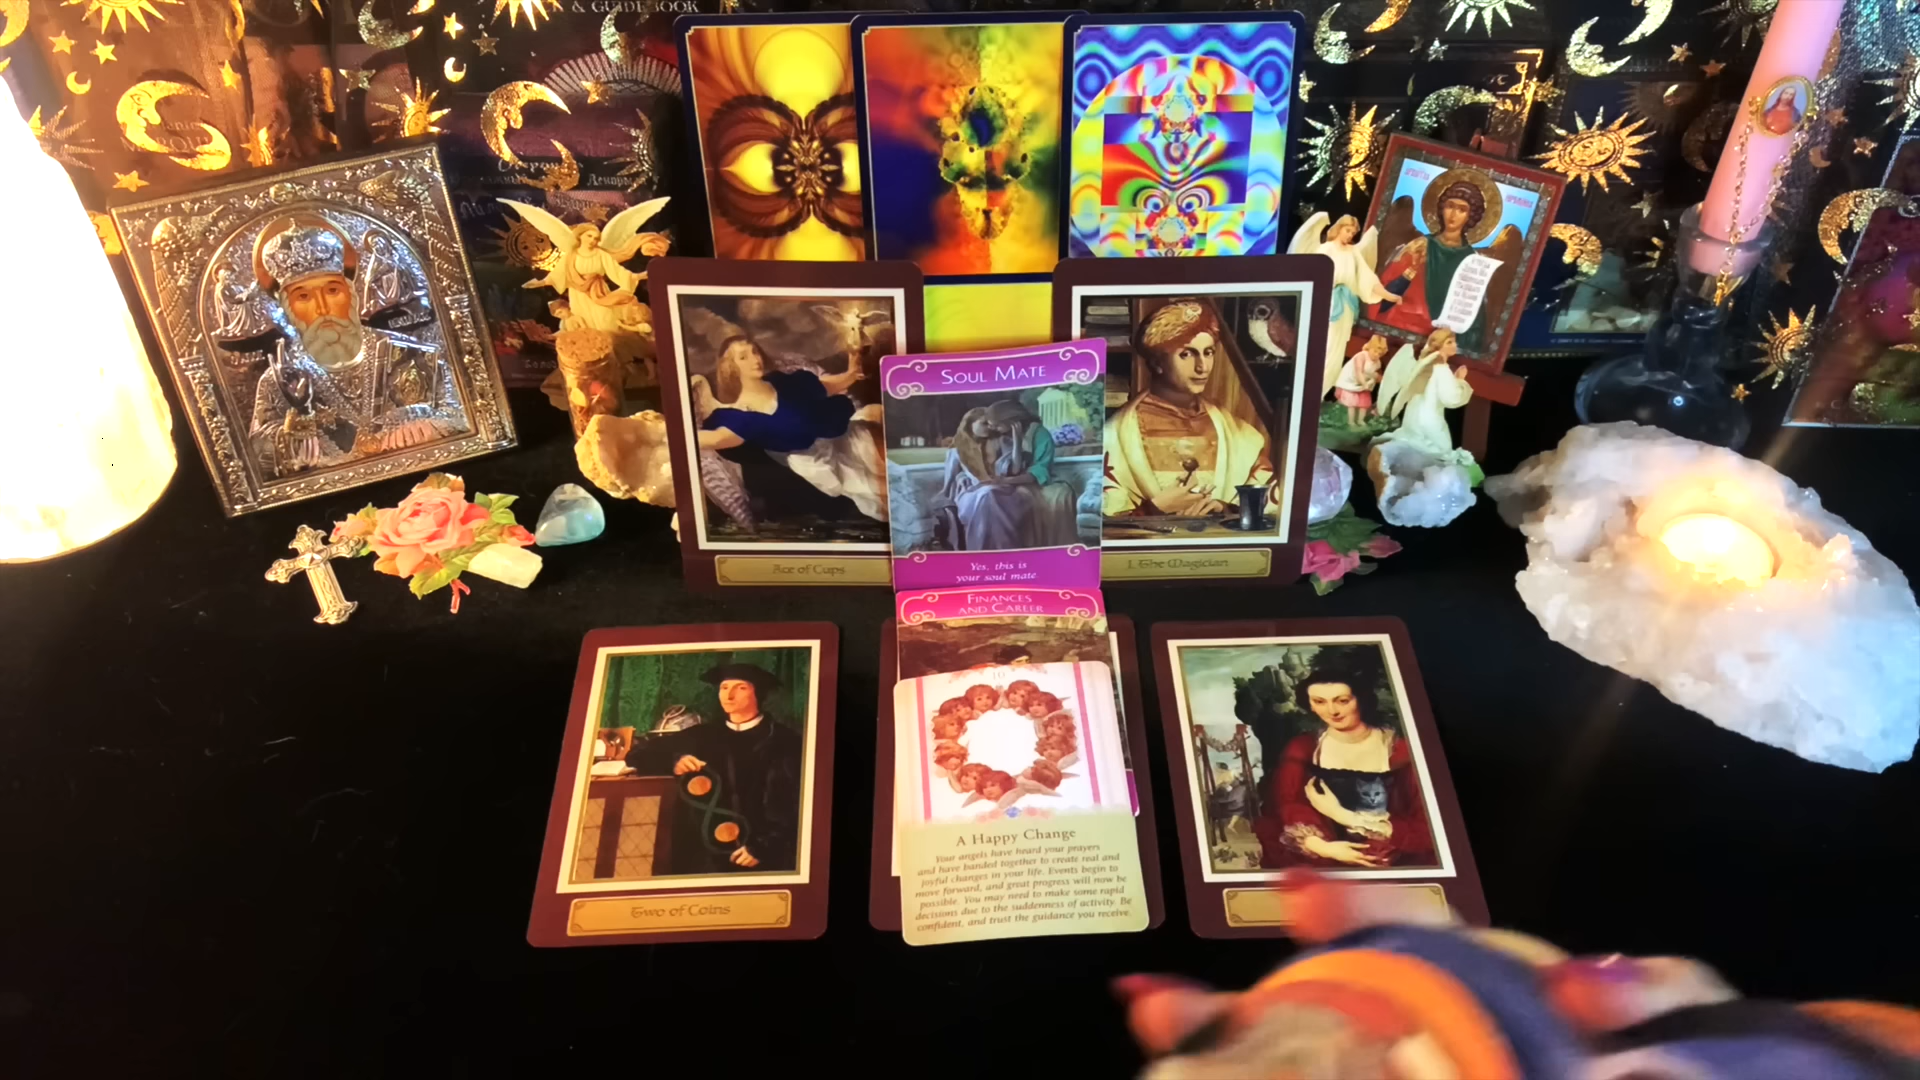 & GUIDEBOOK
SOUL MATE
Ace of Cups
Yes, this is
your soul mate.
I. The Magician
FINANCES
AND CAREER
10
Two of Coins
A Happy Change
Your angels have heard your prayers
and have banded together to create real and
joyful changes in your life. Events begin to
move forward, and great progress will now be
possible. You may need to make some rapid
decisions due to the suddenness of activity. Be
confident, and trust the guidance you receive.